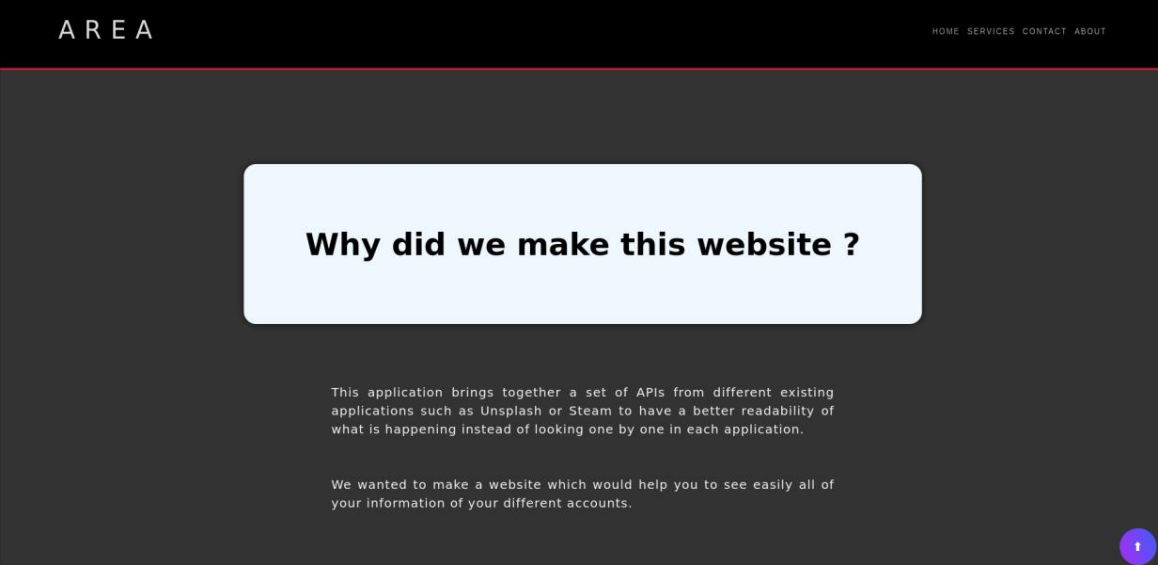 A R E A
HOME SERVICES CONTACT ABOUT
Why did we make this website ?
This application brings together a set of APIs from different existing
applications such as Unsplash or Steam to have a better readability of
what is happening instead of looking one by one in each application.
We wanted to make a website which would help you to see easily all of
your information of your different accounts.